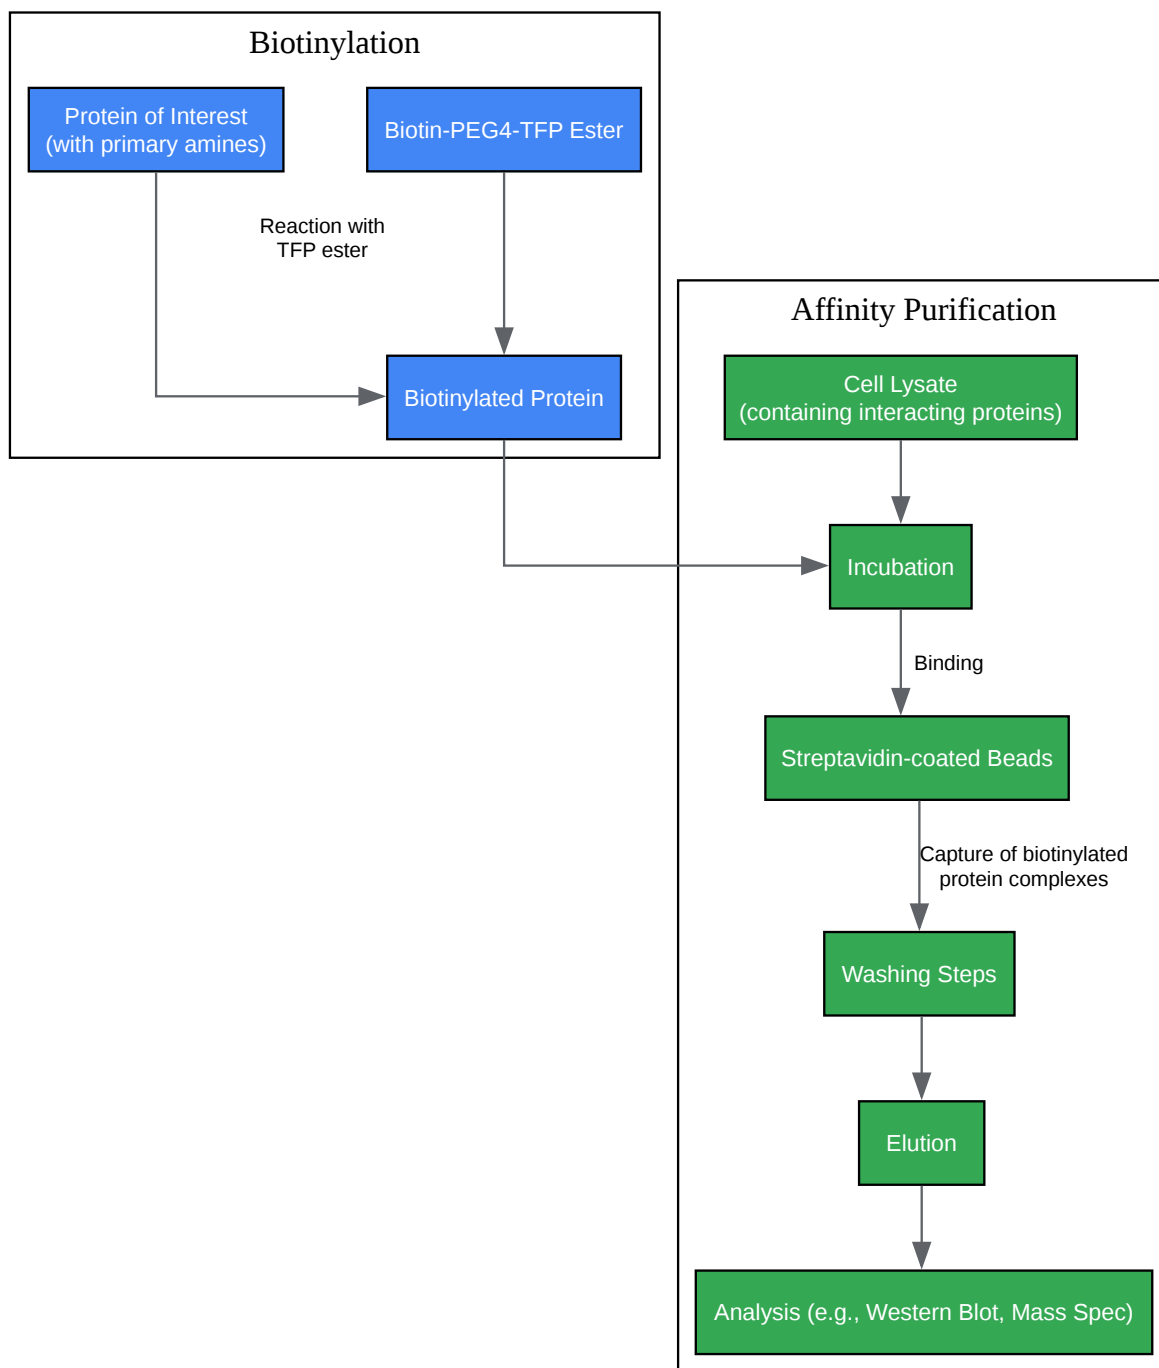 Biotinylation
Protein of Interest
(with primary amines)
Biotin-PEG4-TFP Ester
Reaction with
TFP ester
Biotinylated Protein
Affinity Purification
Cell Lysate
(containing interacting proteins)
Incubation
Binding
Streptavidin-coated Beads
Capture of biotinylated
protein complexes
Washing Steps
Elution
Analysis (e.g., Western Blot, Mass Spec)